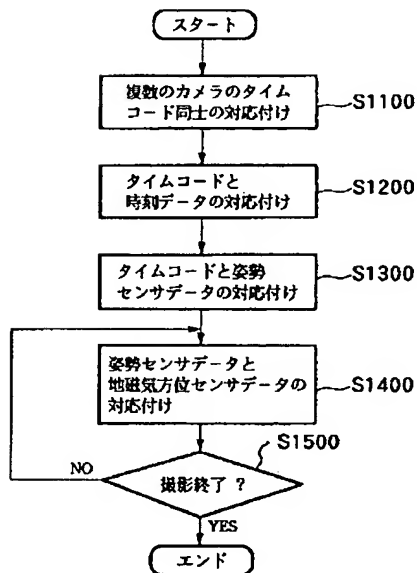 スタート
複数のカメラのタイム
コード同士の対応付け
S1100
タイムコードと
時刻データの対応付け
S1200
タイムコードと姿勢
センサデータの対応付け
S1300
姿勢センサデータと
地磁気方位センサデータの
対応付け
S1400
S1500
撮影終了 ?
NO
YES
エンド